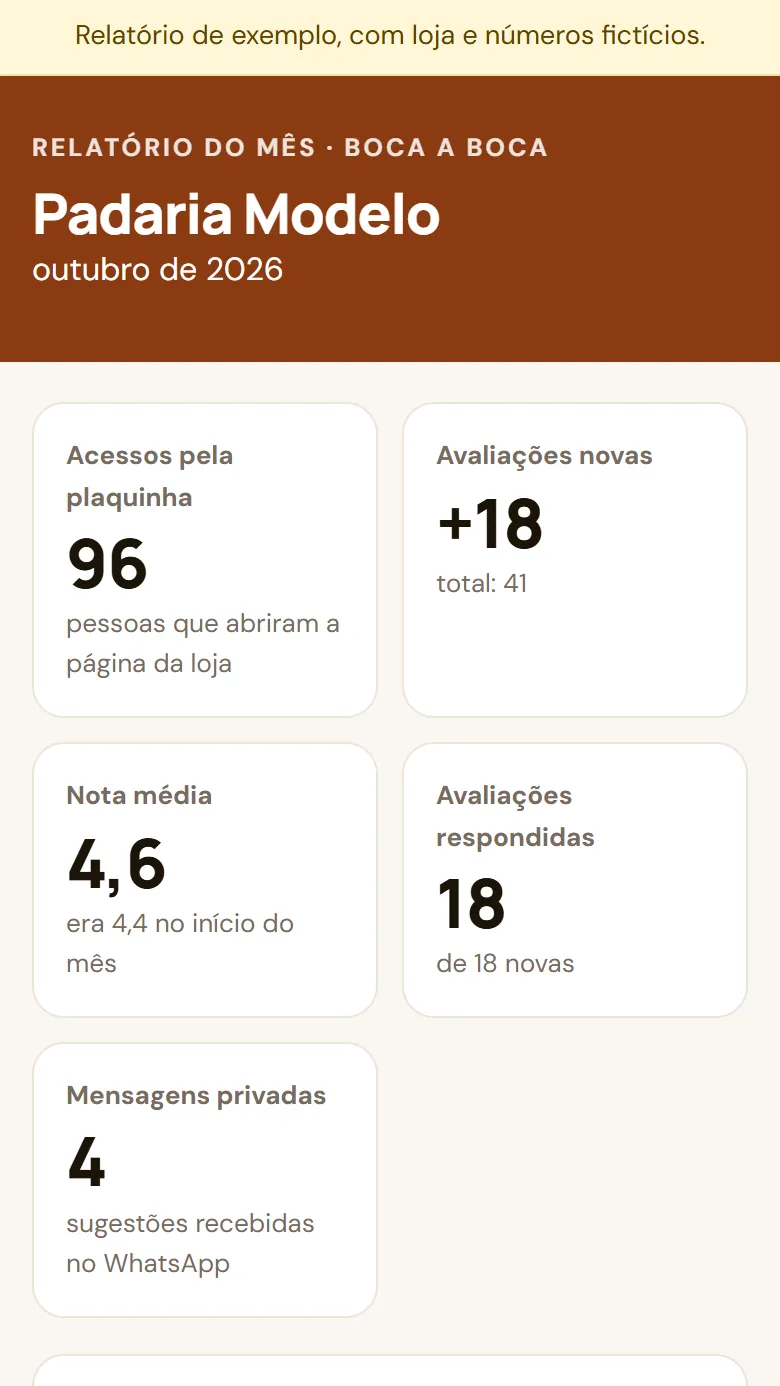 Relatório de exemplo, com loja e números fictícios.
RELATÓRIO DO MÊS · BOCA A BOCA
Padaria Modelo
outubro de 2026
Acessos pela
plaquinha
96
pessoas que abriram a
página da loja
Avaliações novas
+18
total: 41
Nota média
4,6
era 4,4 no início do
mês
Avaliações
respondidas
18
de 18 novas
Mensagens privadas
4
sugestões recebidas
no WhatsApp